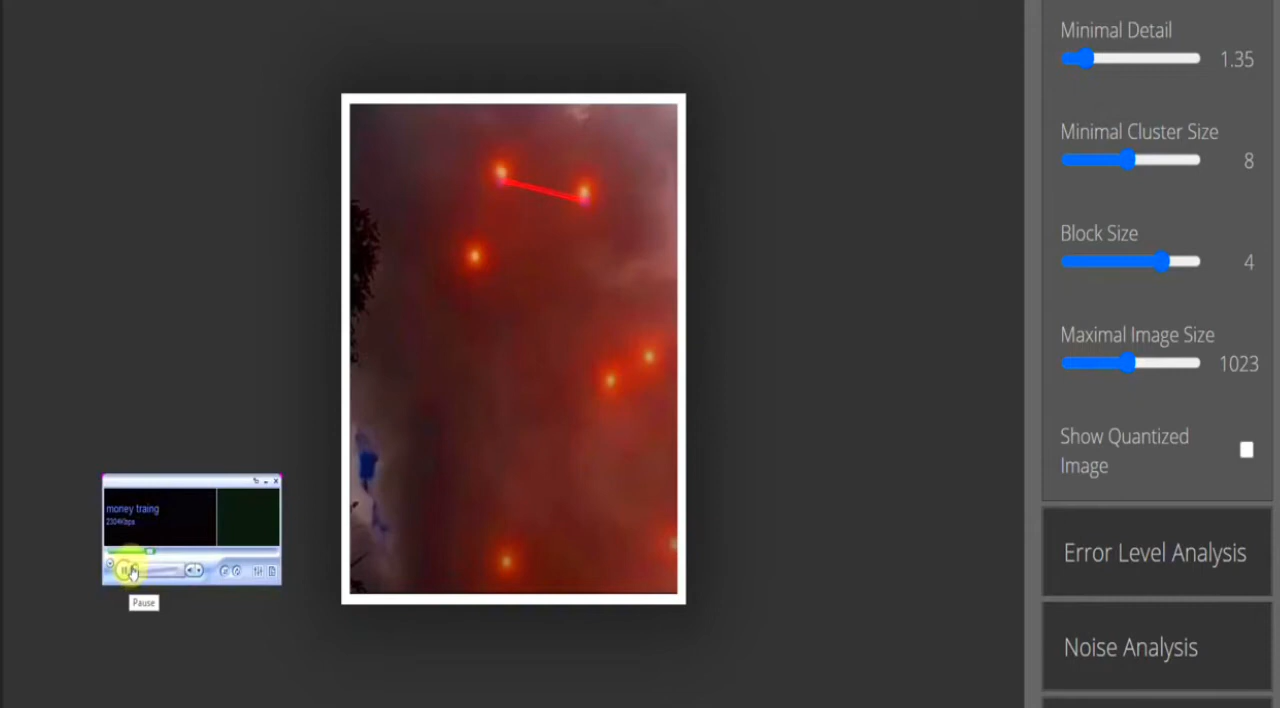 Minimal Detail
1.35
Minimal Cluster Size
8
Block Size
4
Maximal Image Size
1023
Show Quantized
Image
money traing
2304Kbps
Pause
Error Level Analysis
Noise Analysis